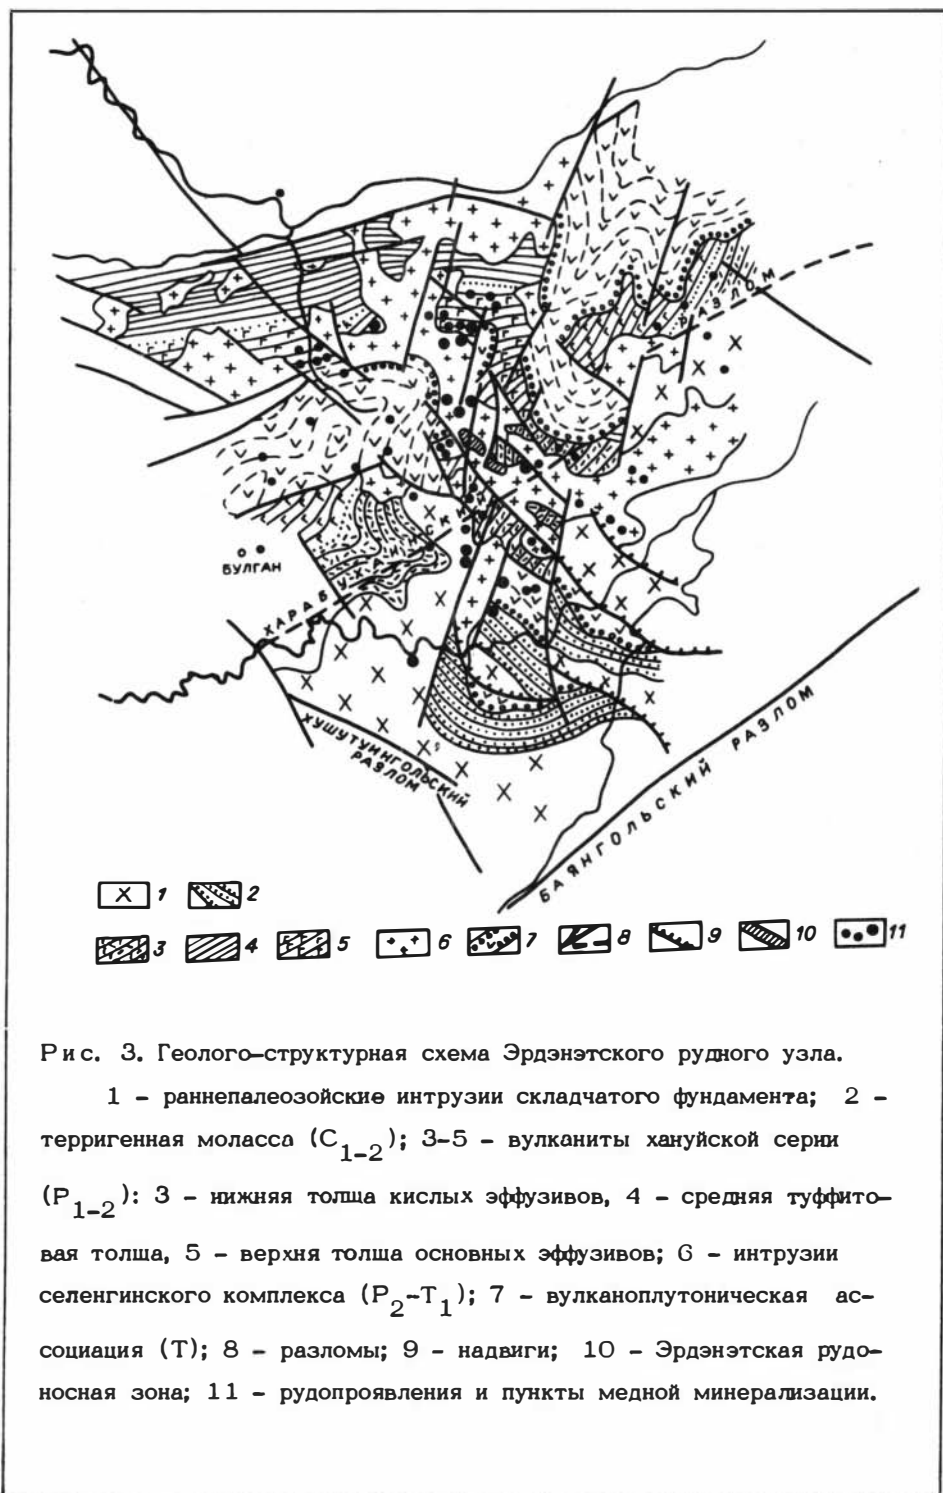 РАЗЛОМ
БУЛГАН
ХАРАБУХАНСКИЙ
ХУШУТУИНГОЛЬСКИЙ
РАЗЛОМ
БАЯНГОЛЬСКИЙ РАЗЛОМ
1 2
3 4 5 6 7 8 9 10 11
Рис. 3. Геолого-структурная схема Эрдэнэтского рудного узла.
1 - раннепалеозойские интрузии складчатого фундамента; 2 -
терригенная моласса (C1-2); 3-5 - вулканиты хануйской серии
(P1-2): 3 - нижняя толща кислых эффузивов, 4 - средняя туффито-
вая толща, 5 - верхня толща основных эффузивов; 6 - интрузии
селенгинского комплекса (P2-T1); 7 - вулканоплутоническая ас-
социация (T); 8 - разломы; 9 - надвиги; 10 - Эрдэнэтская рудо-
носная зона; 11 - рудопроявления и пункты медной минерализации.